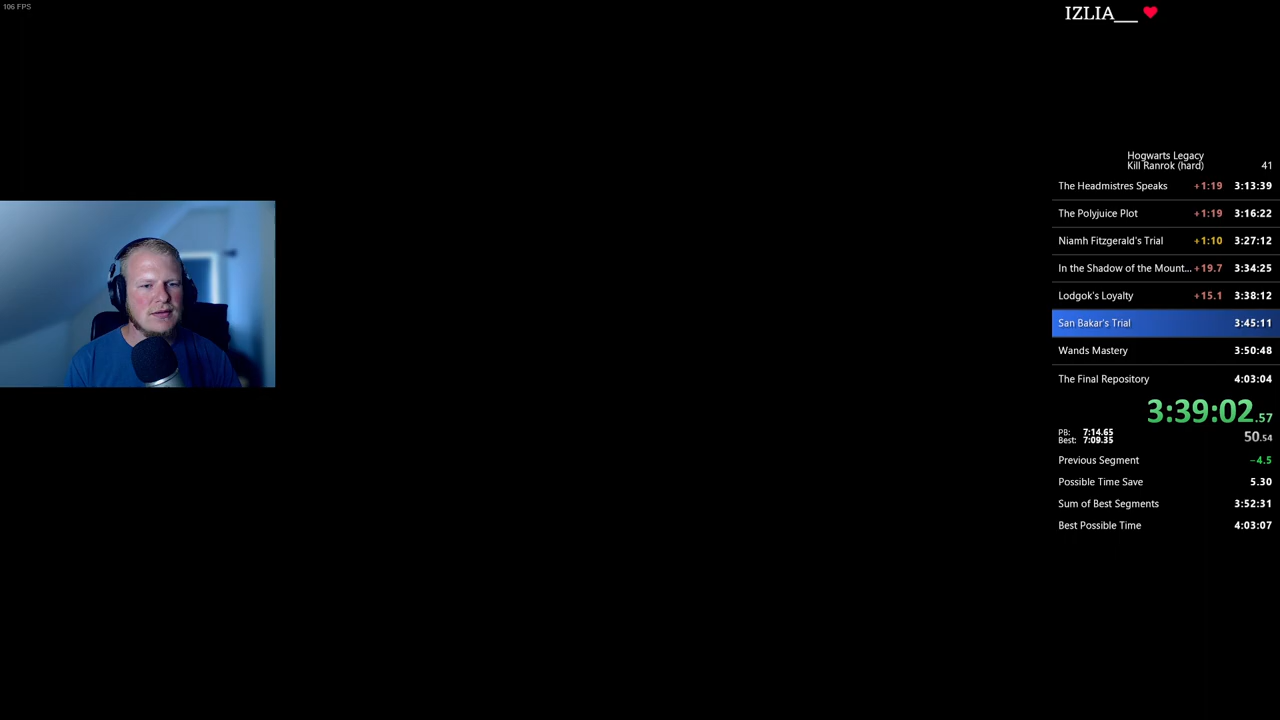 106 FPS
IZLIA__ ❤
Hogwarts Legacy
Kill Ranrok (hard) 41
The Headmistres Speaks +1:19 3:13:39
The Polyjuice Plot +1:19 3:16:22
Niamh Fitzgerald's Trial +1:10 3:27:12
In the Shadow of the Mount... +19.7 3:34:25
Lodgok's Loyalty +15.1 3:38:12
San Bakar's Trial 3:45:11
Wands Mastery 3:50:48
The Final Repository 4:03:04
3:39:02.57
PB: 7:14.65
Best: 7:09.35
50.54
Previous Segment −4.5
Possible Time Save 5.30
Sum of Best Segments 3:52:31
Best Possible Time 4:03:07